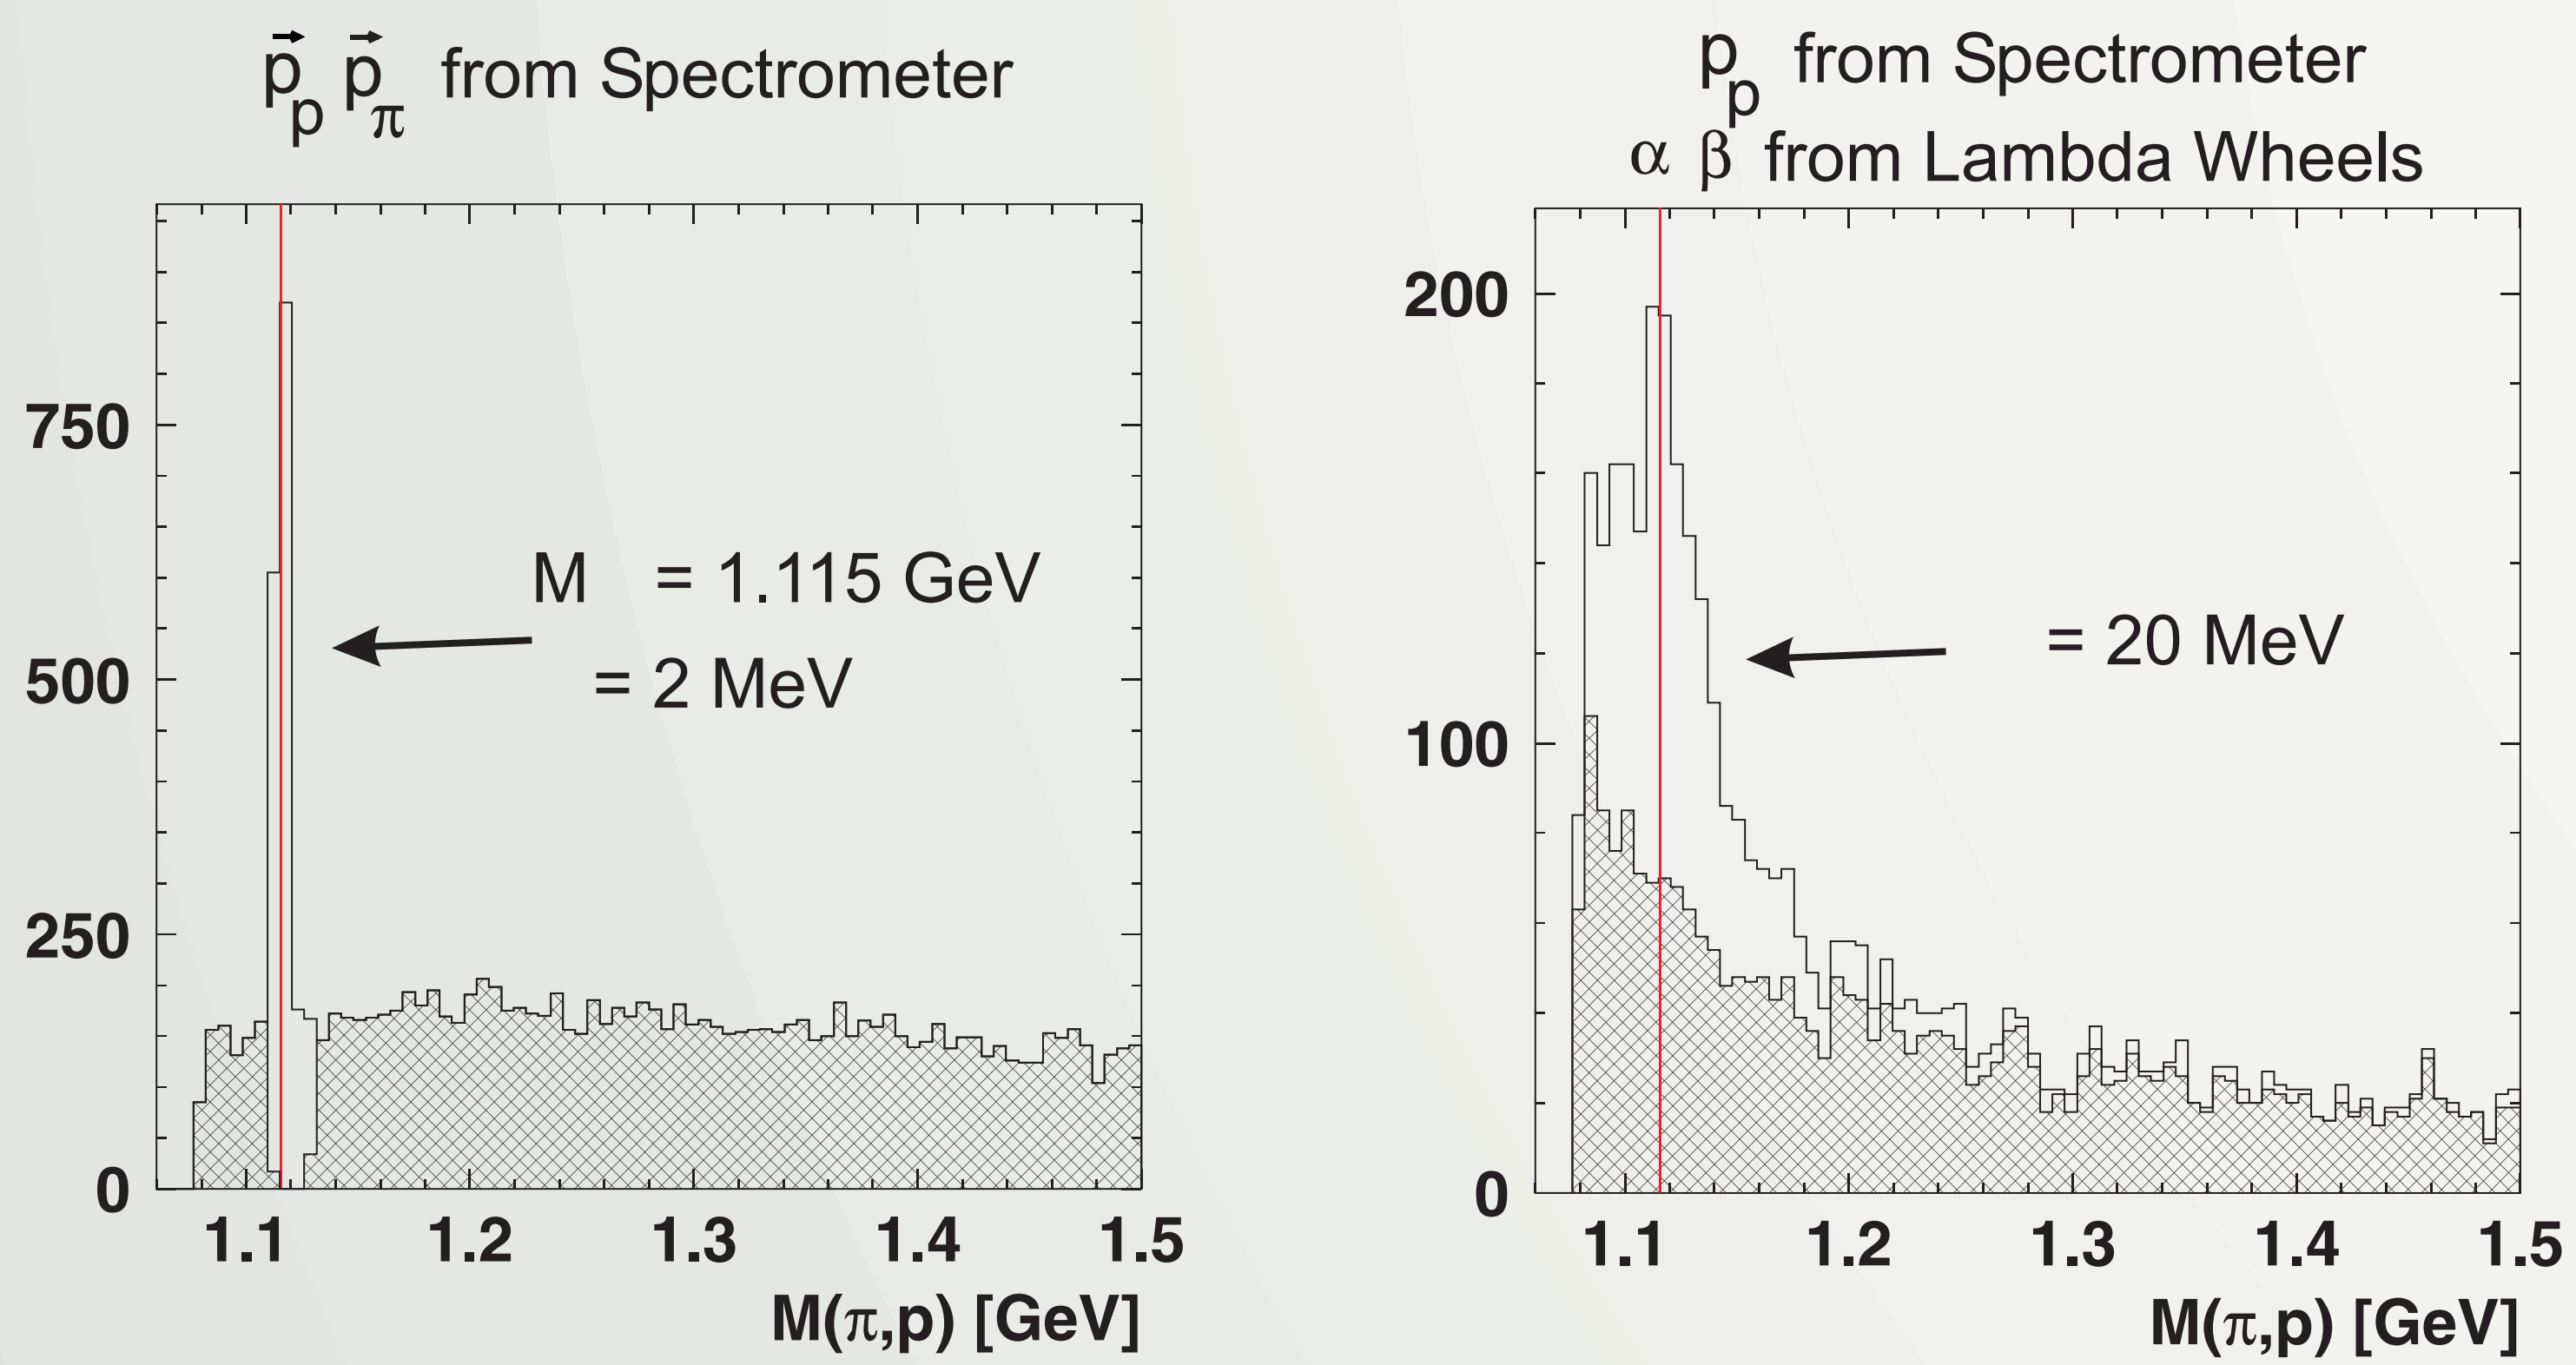 p⃗p p⃗π from Spectrometer
750
500
250
0
M = 1.115 GeV
= 2 MeV
1.1 1.2 1.3 1.4 1.5
M(π,p) [GeV]
pp from Spectrometer
α β from Lambda Wheels
200
100
0
= 20 MeV
1.1 1.2 1.3 1.4 1.5
M(π,p) [GeV]